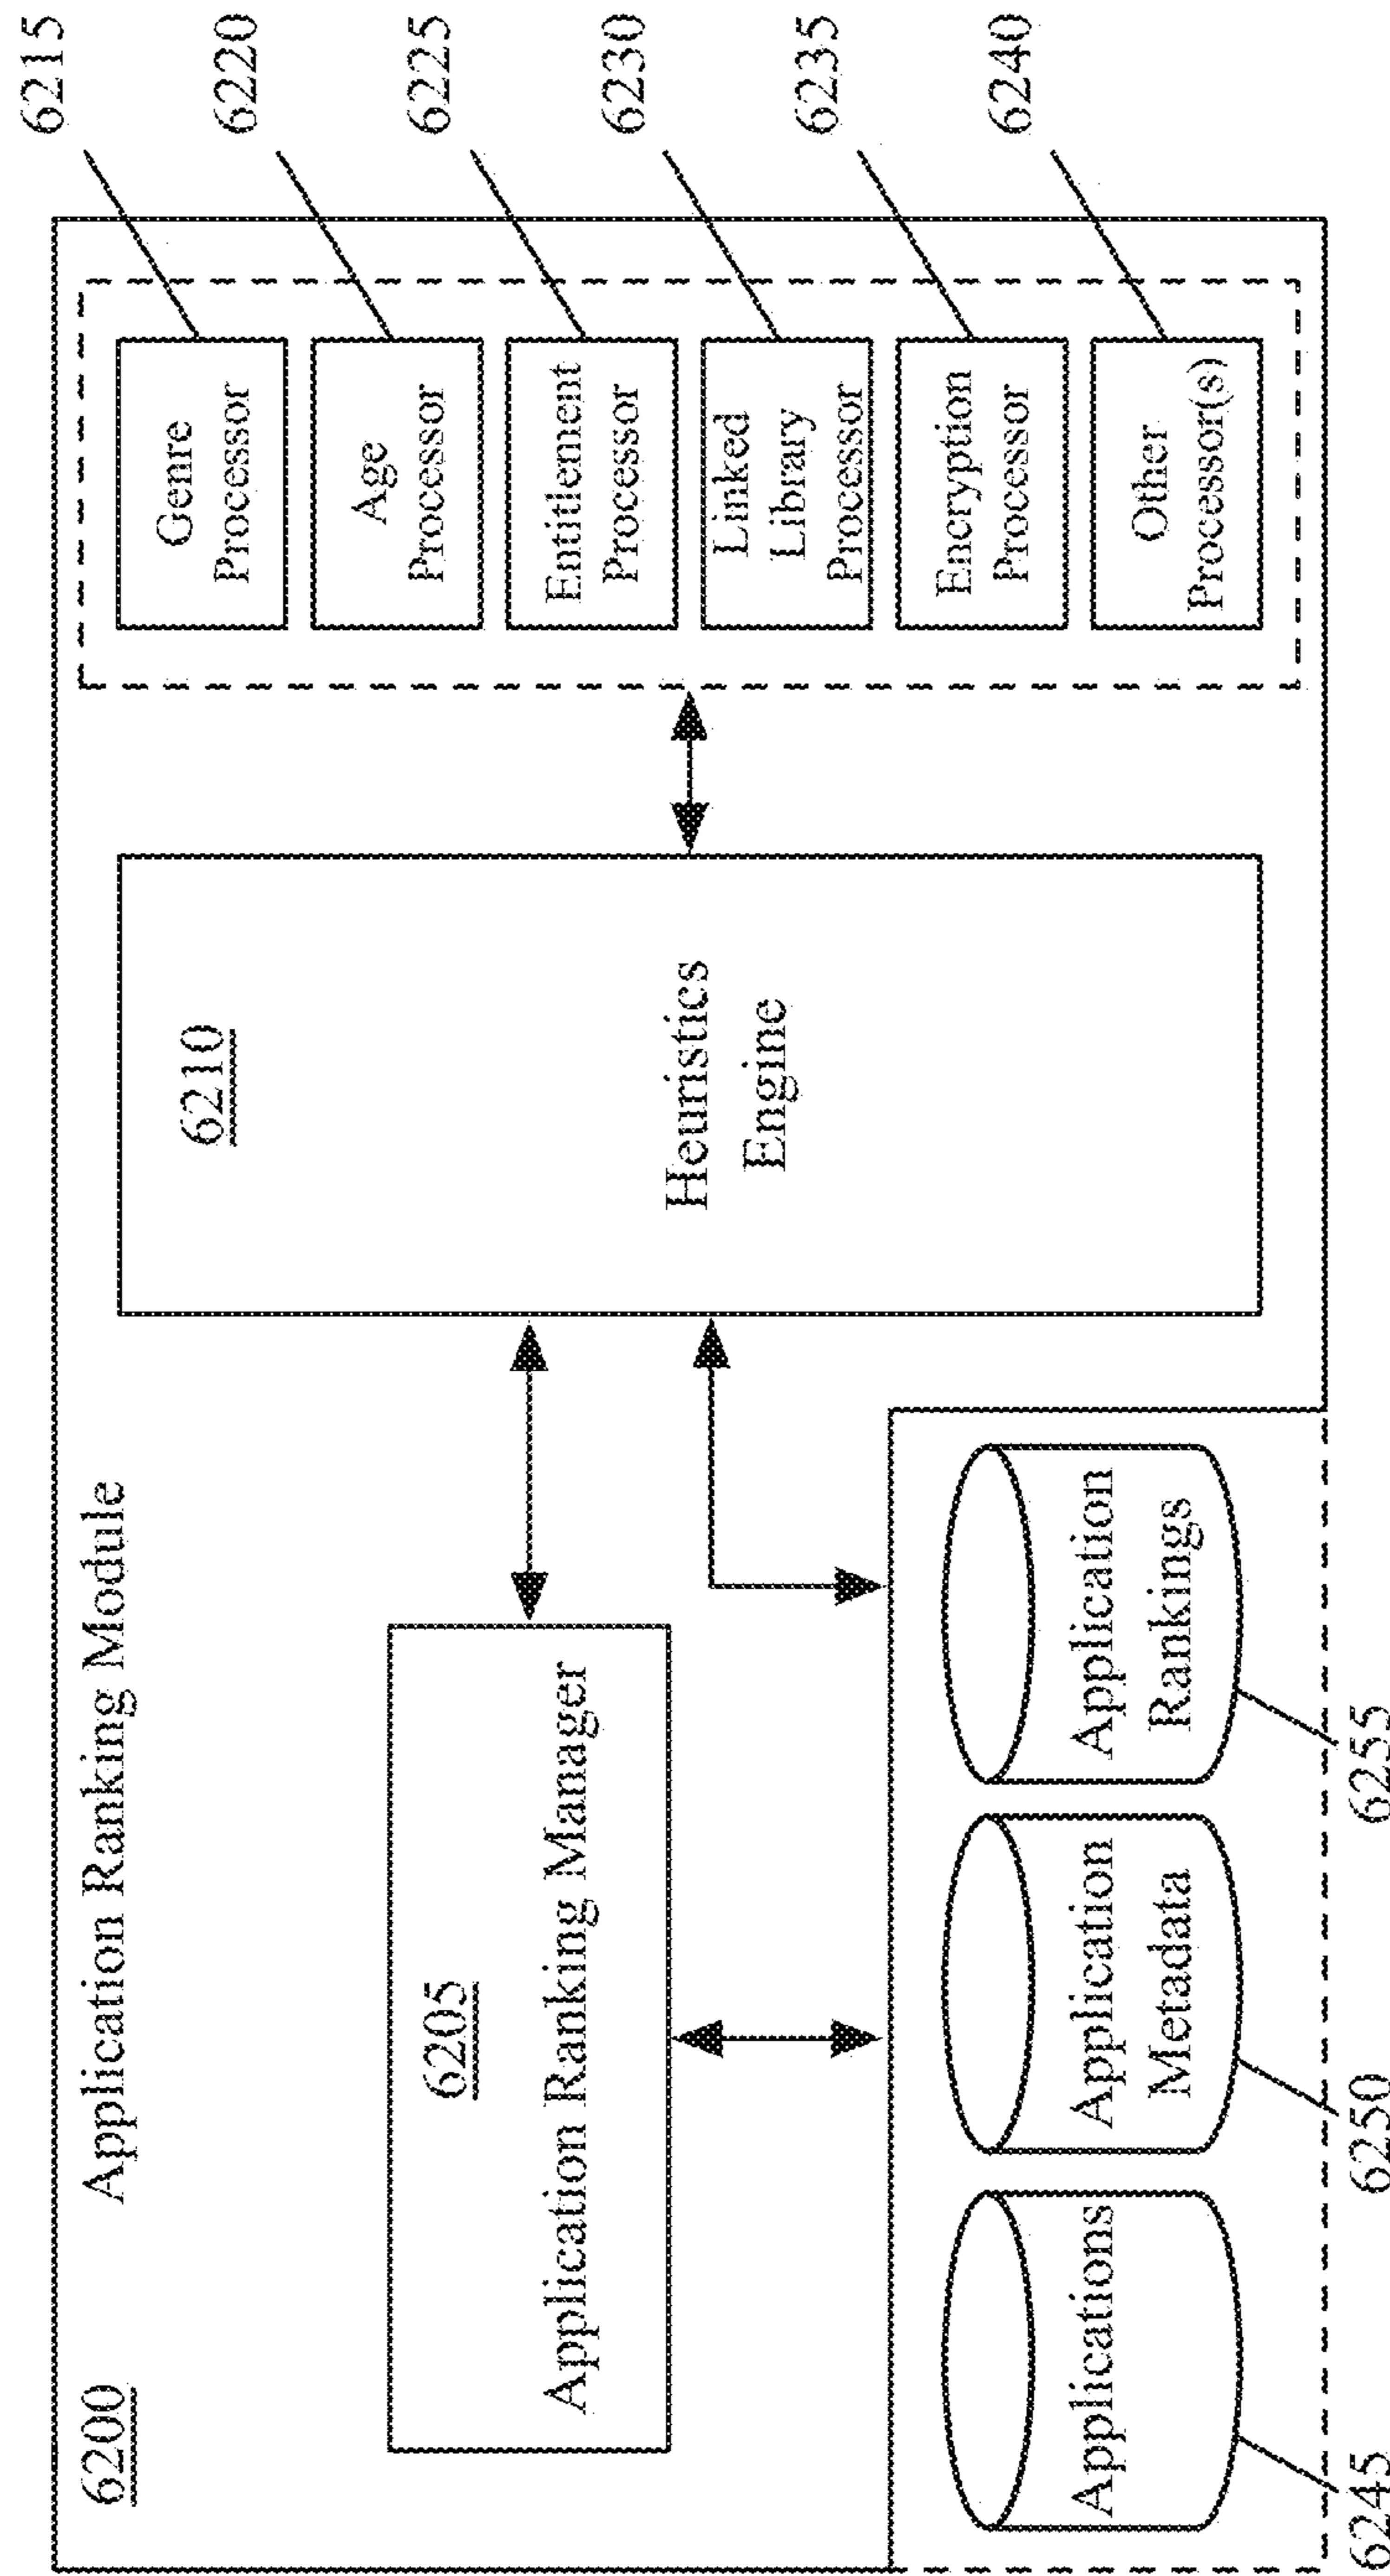 6200
Application Ranking Module
6205
Application Ranking Manager
6210
Heuristics
Engine
Genre
Processor
6215
Age
Processor
6220
Entitlement
Processor
6225
Linked
Library
Processor
6230
Encryption
Processor
6235
Other
Processor(s)
6240
Applications
6245
Application
Metadata
6250
Application
Rankings
6255